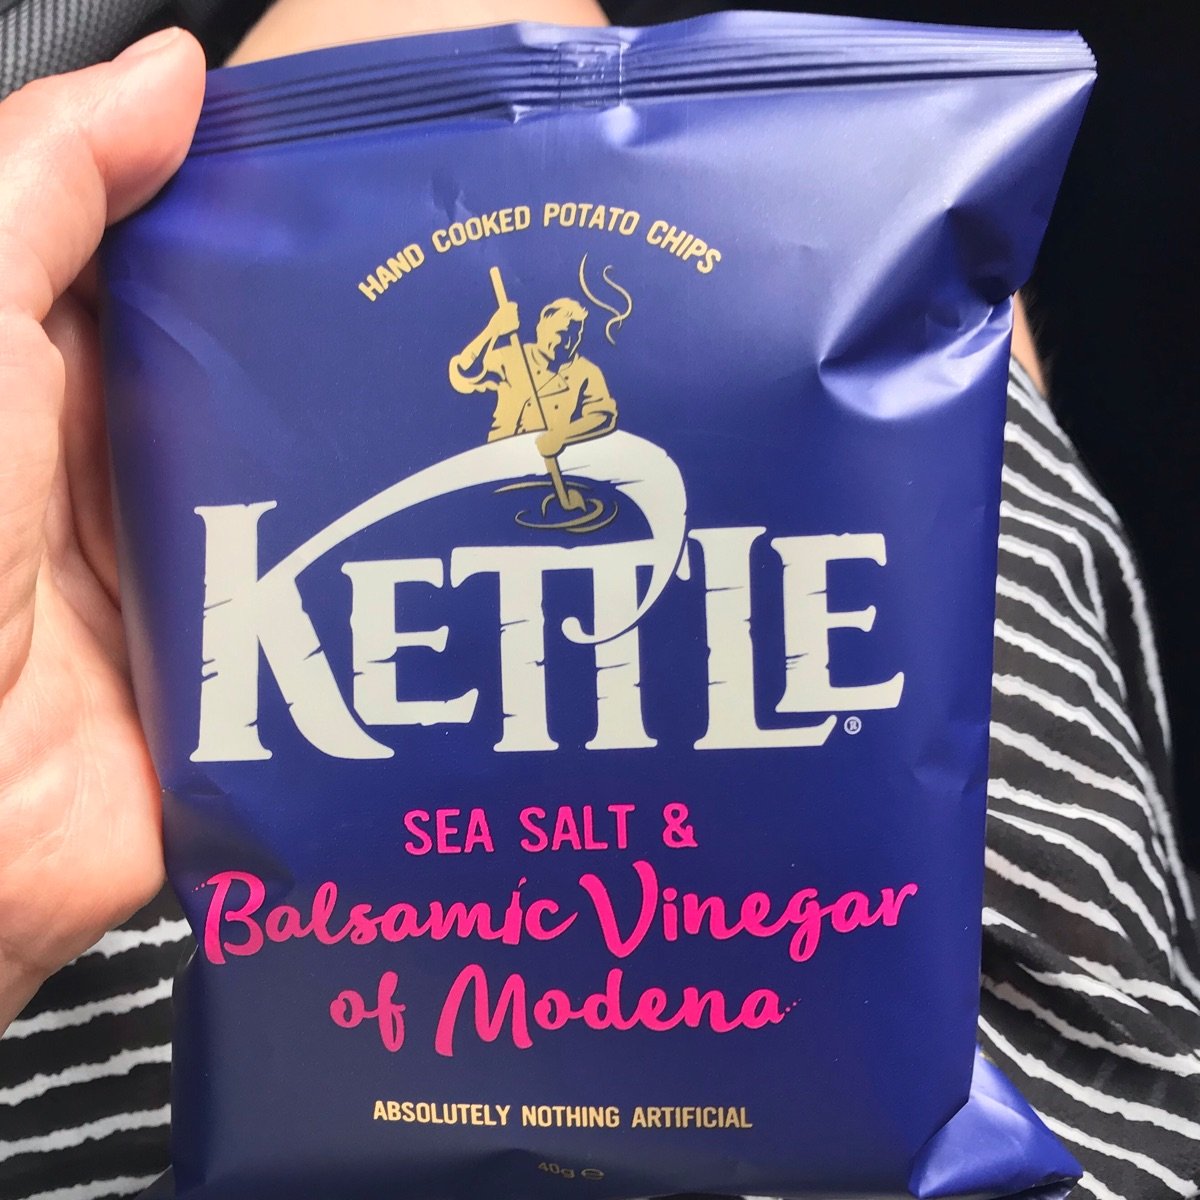 HAND COOKED POTATO CHIPS
KETTLE®
SEA SALT &
Balsamic Vinegar
of Modena
ABSOLUTELY NOTHING ARTIFICIAL
40g ℮